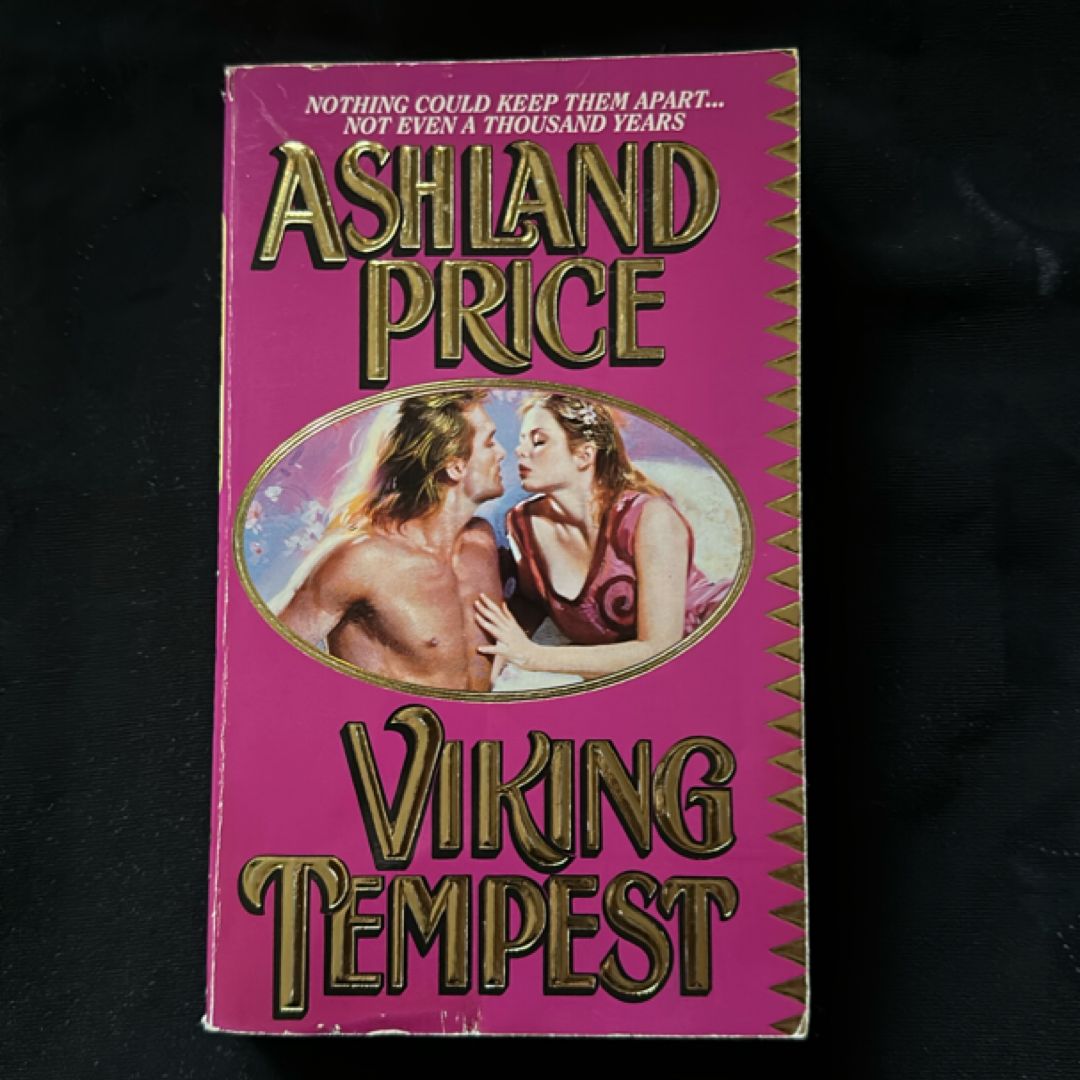 NOTHING COULD KEEP THEM APART...
NOT EVEN A THOUSAND YEARS
ASHLAND
PRICE
VIKING
TEMPEST